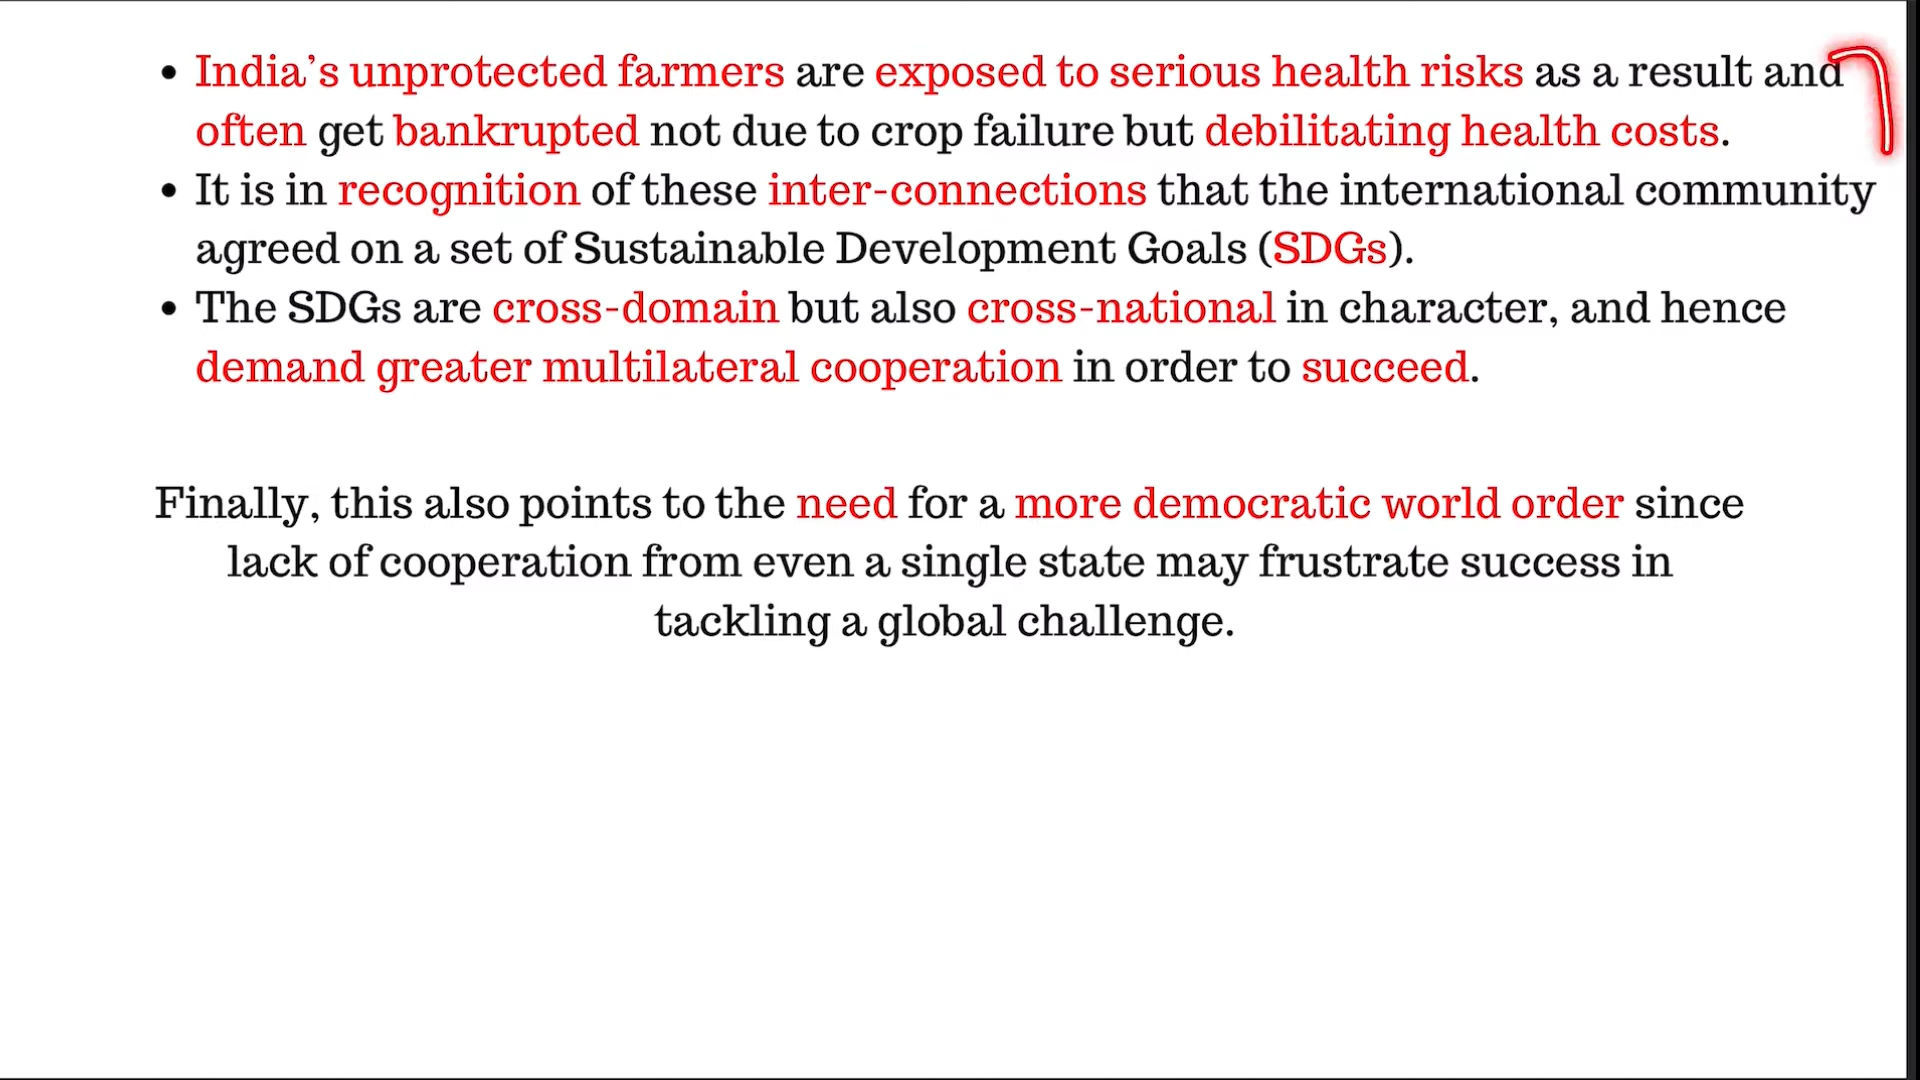 • India’s unprotected farmers are exposed to serious health risks as a result and
often get bankrupted not due to crop failure but debilitating health costs.
• It is in recognition of these inter-connections that the international community
agreed on a set of Sustainable Development Goals (SDGs).
• The SDGs are cross-domain but also cross-national in character, and hence
demand greater multilateral cooperation in order to succeed.
Finally, this also points to the need for a more democratic world order since
lack of cooperation from even a single state may frustrate success in
tackling a global challenge.